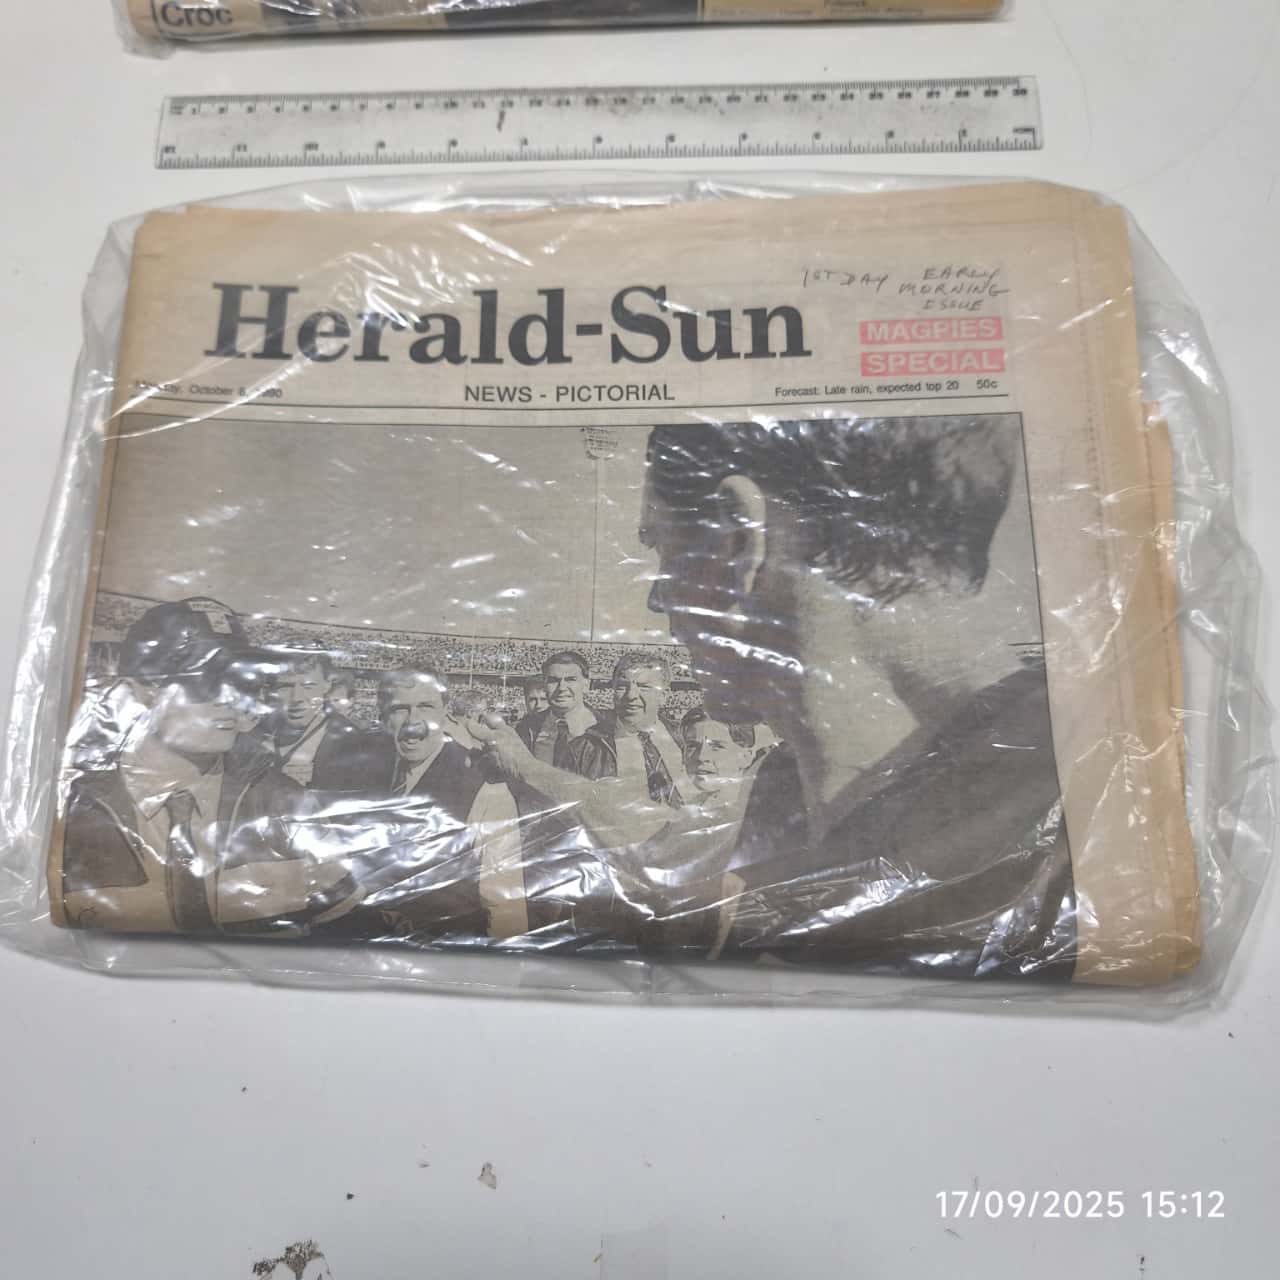 Croc
1ST DAY EARLY
MORNING
ISSUE
Herald-Sun
MAGPIES
SPECIAL
October
NEWS - PICTORIAL
Forecast: Late rain, expected top 20 50c
17/09/2025 15:12